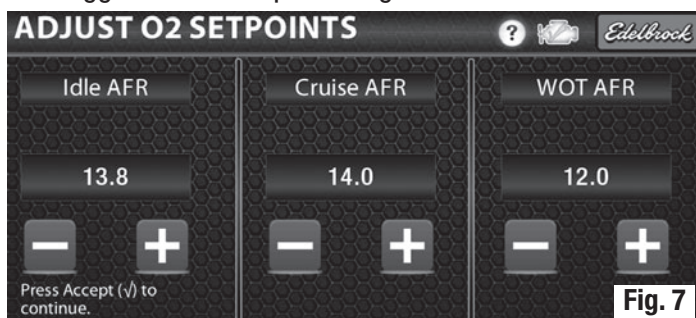 ADJUST O2 SETPOINTS
?
Edelbrock
Idle AFR
Cruise AFR
WOT AFR
13.8
14.0
12.0
− + − + − +
Press Accept (√) to
continue.
Fig. 7